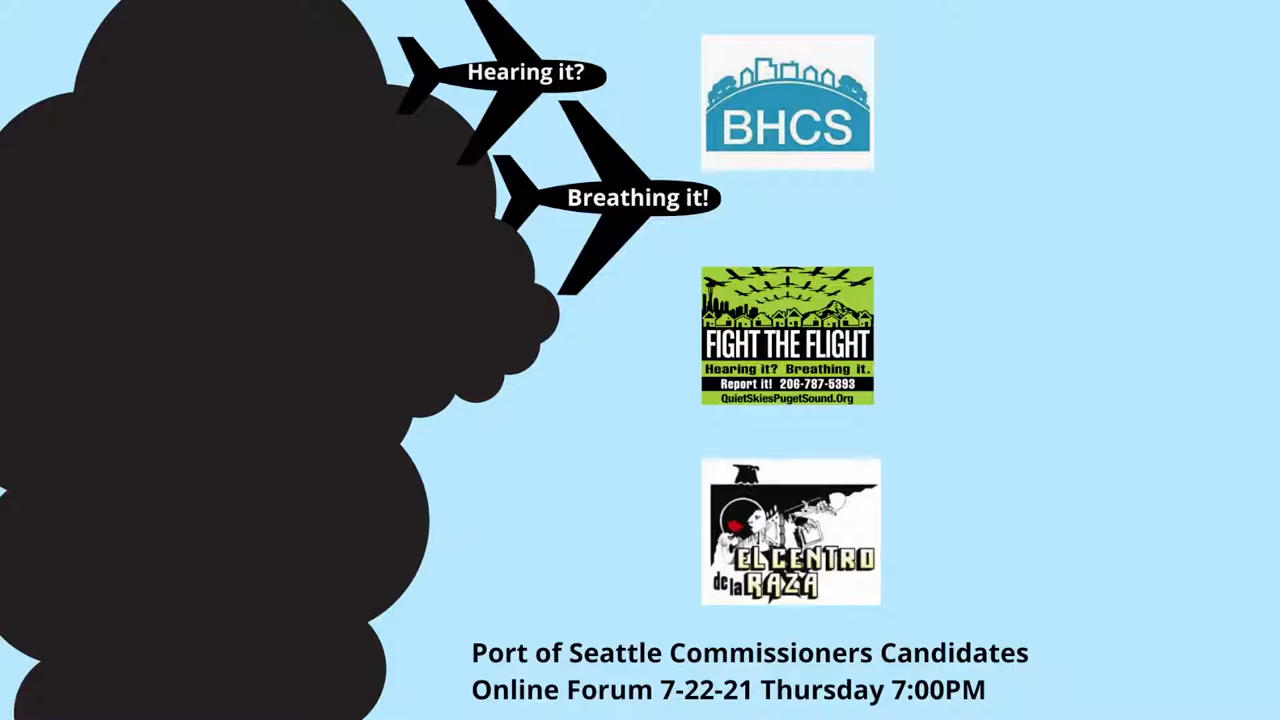 Hearing it?
Breathing it!
BHCS
FIGHT THE FLIGHT
Hearing it? Breathing it.
Report it! 206-787-5393
QuietSkiesPugetSound.Org
EL CENTRO
de la RAZA
Port of Seattle Commissioners Candidates
Online Forum 7-22-21 Thursday 7:00PM